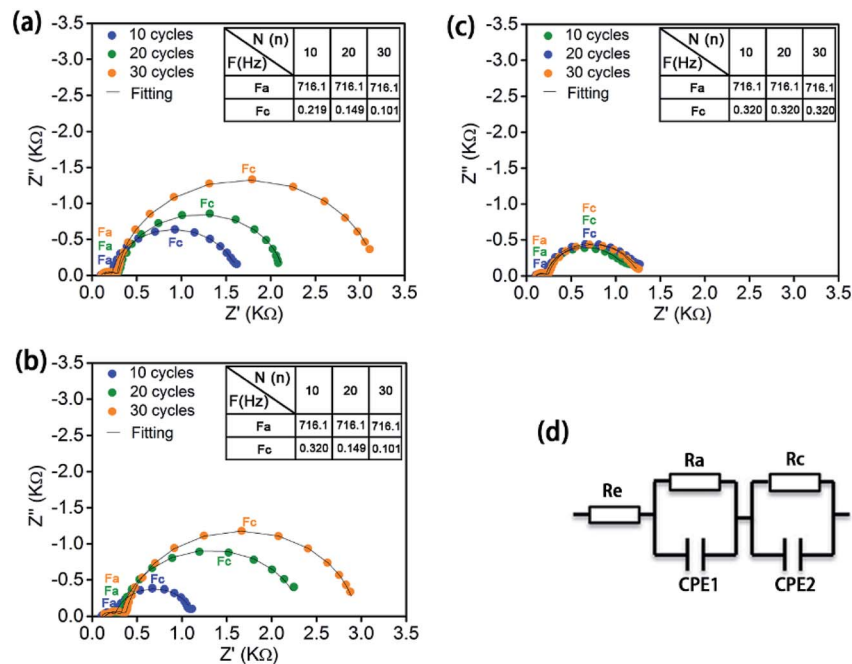 (a)
-3.5
-3.0
-2.5
-2.0
-1.5
-1.0
-0.5
0.0
Z'' (KΩ)
10 cycles
20 cycles
30 cycles
Fitting
N (n) 10 20 30
F(Hz)
Fa 716.1 716.1 716.1
Fc 0.219 0.149 0.101
Fc
Fc
Fc
Fa
Fa
Fa
0.0 0.5 1.0 1.5 2.0 2.5 3.0 3.5
Z' (KΩ)
(c)
-3.5
-3.0
-2.5
-2.0
-1.5
-1.0
-0.5
0.0
Z'' (KΩ)
10 cycles
20 cycles
30 cycles
Fitting
N (n) 10 20 30
F(Hz)
Fa 716.1 716.1 716.1
Fc 0.320 0.320 0.320
Fc
Fc
Fc
Fa
Fa
Fa
0.0 0.5 1.0 1.5 2.0 2.5 3.0 3.5
Z' (KΩ)
(b)
-3.5
-3.0
-2.5
-2.0
-1.5
-1.0
-0.5
0.0
Z'' (KΩ)
10 cycles
20 cycles
30 cycles
Fitting
N (n) 10 20 30
F(Hz)
Fa 716.1 716.1 716.1
Fc 0.320 0.149 0.101
Fc
Fc
Fc
Fa
Fa
Fa
0.0 0.5 1.0 1.5 2.0 2.5 3.0 3.5
Z' (KΩ)
(d)
Re
Ra
Rc
CPE1
CPE2